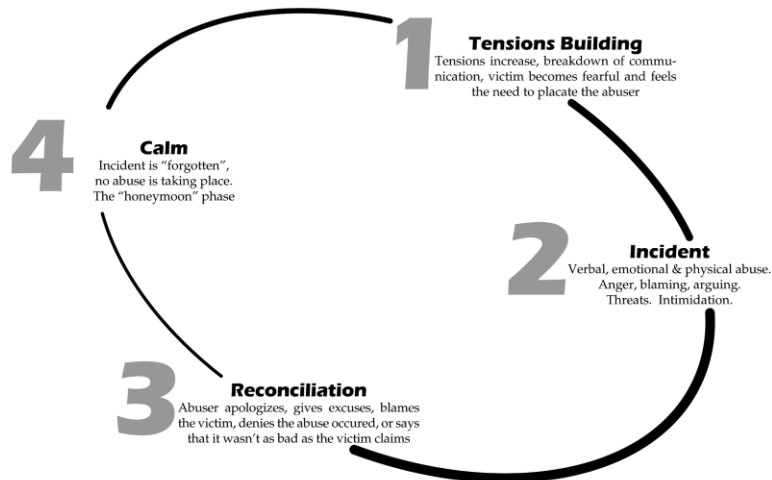 1
Tensions Building
Tensions increase, breakdown of commu-
nication, victim becomes fearful and feels
the need to placate the abuser
2
Incident
Verbal, emotional & physical abuse.
Anger, blaming, arguing.
Threats. Intimidation.
3
Reconciliation
Abuser apologizes, gives excuses, blames
the victim, denies the abuse occured, or says
that it wasn't as bad as the victim claims
4
Calm
Incident is “forgotten”,
no abuse is taking place.
The “honeymoon” phase